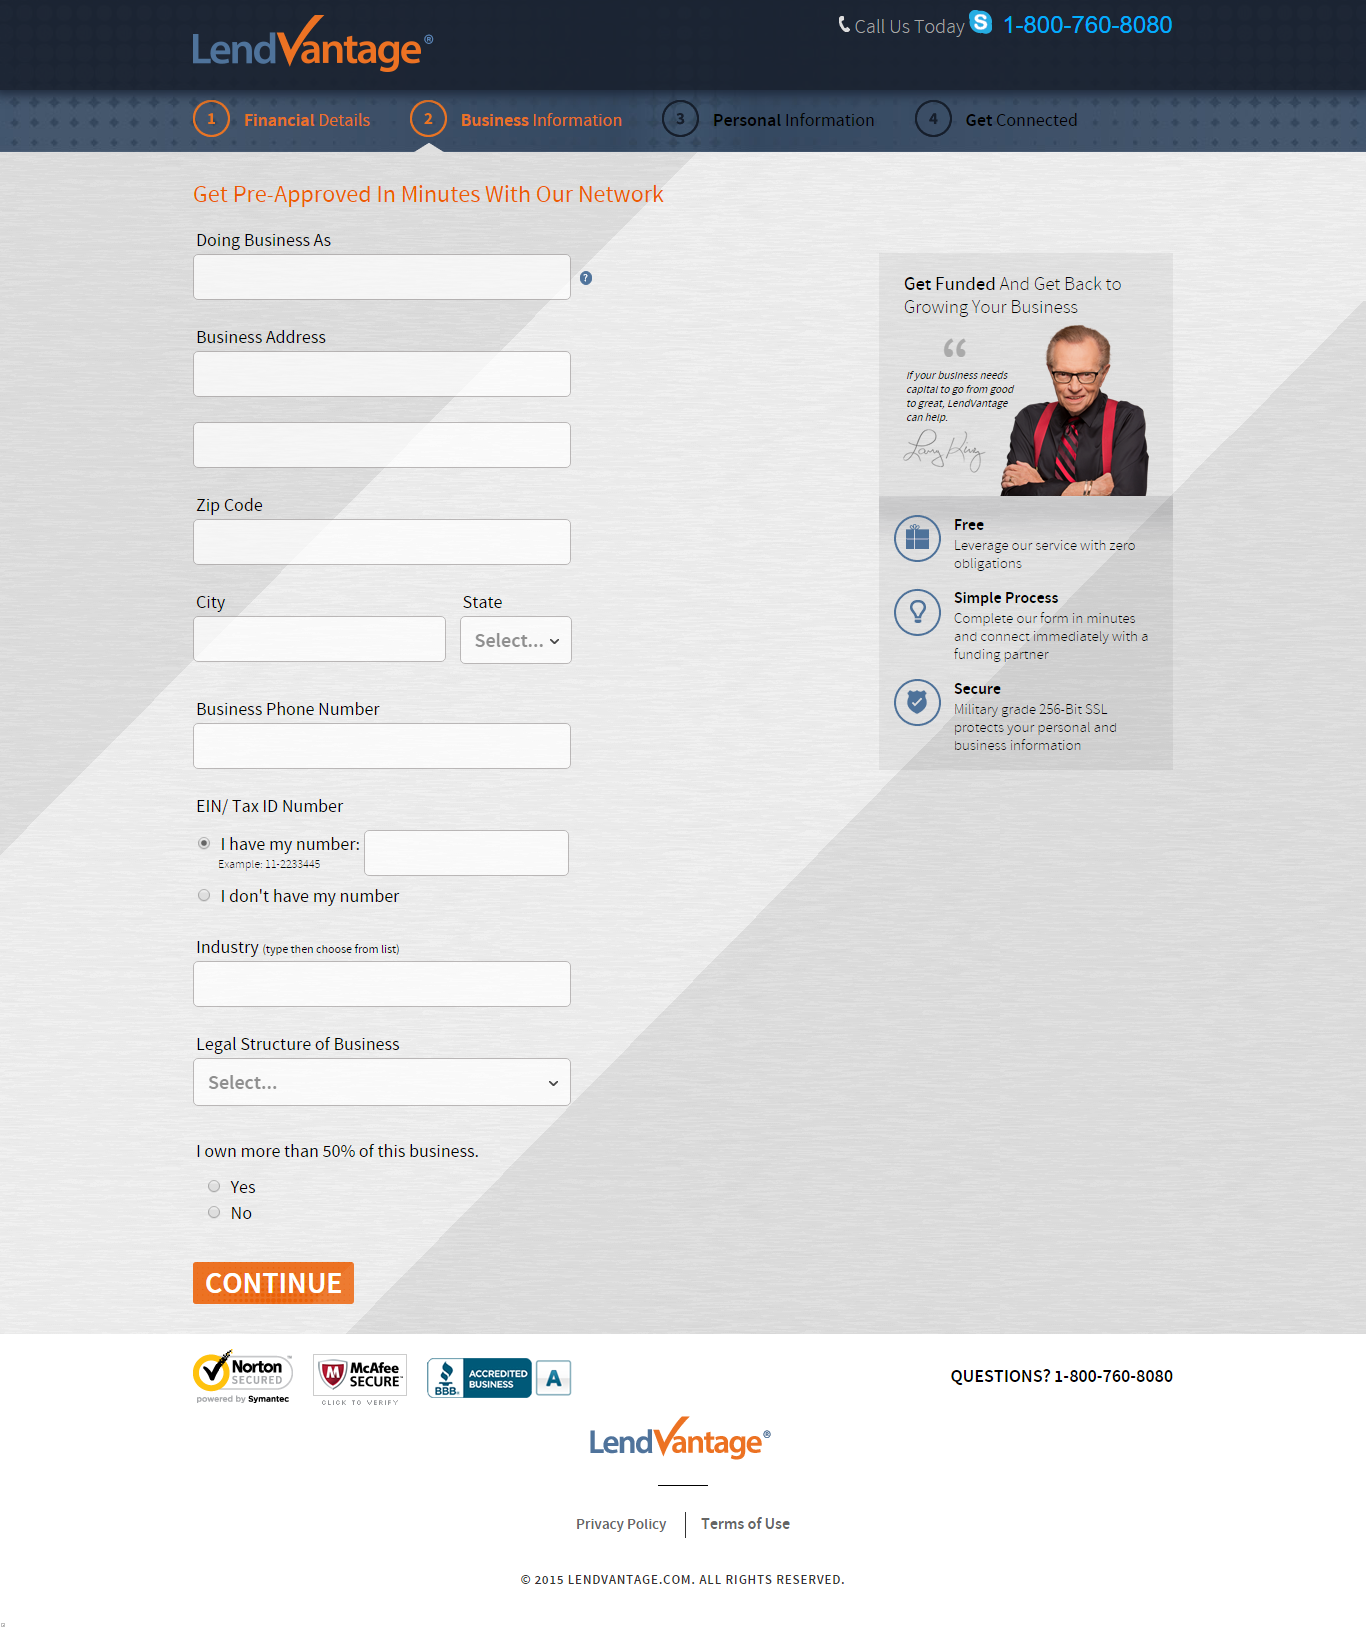 LendVantage®
Call Us Today 1-800-760-8080
1 Financial Details 2 Business Information 3 Personal Information 4 Get Connected
Get Pre-Approved In Minutes With Our Network
Doing Business As
?
Business Address
Zip Code
City State
Select...
Business Phone Number
EIN/ Tax ID Number
I have my number:
Example: 11-2233445
I don't have my number
Industry (type then choose from list)
Legal Structure of Business
Select...
I own more than 50% of this business.
Yes
No
CONTINUE
Get Funded And Get Back to
Growing Your Business
“
If your business needs
capital to go from good
to great, LendVantage
can help.
Larry King
Free
Leverage our service with zero
obligations
Simple Process
Complete our form in minutes
and connect immediately with a
funding partner
Secure
Military grade 256-Bit SSL
protects your personal and
business information
Norton
SECURED
powered by Symantec
McAfee
SECURE™
CLICK TO VERIFY
BBB.
ACCREDITED
BUSINESS
A
QUESTIONS? 1-800-760-8080
LendVantage®
Privacy Policy Terms of Use
© 2015 LENDVANTAGE.COM. ALL RIGHTS RESERVED.